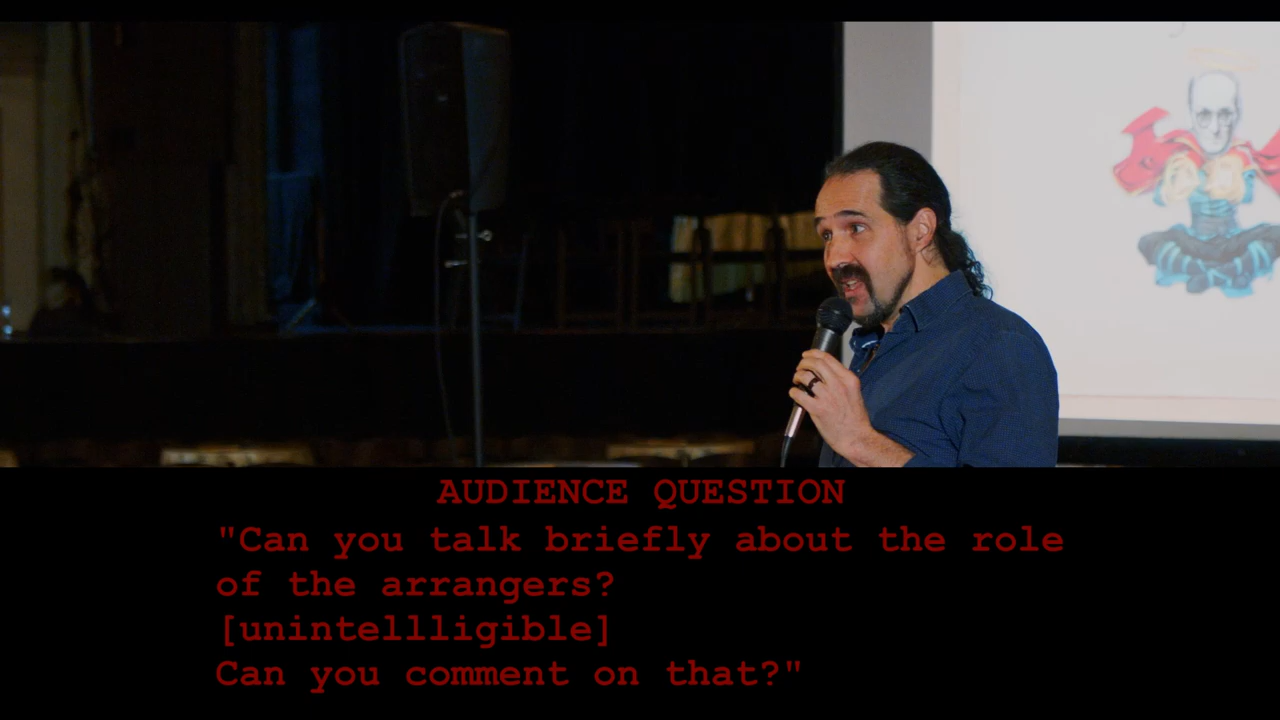 AUDIENCE QUESTION
"Can you talk briefly about the role
of the arrangers?
[unintellligible]
Can you comment on that?"